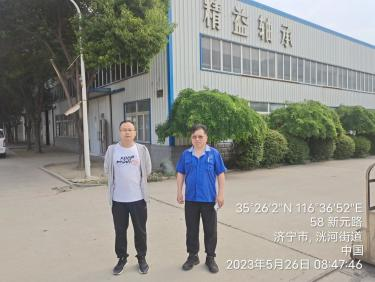 精益轴承
35°26'2"N 116°36'52"E
58 新元路
济宁市, 洸河街道
中国
2023年5月26日 08:47:46